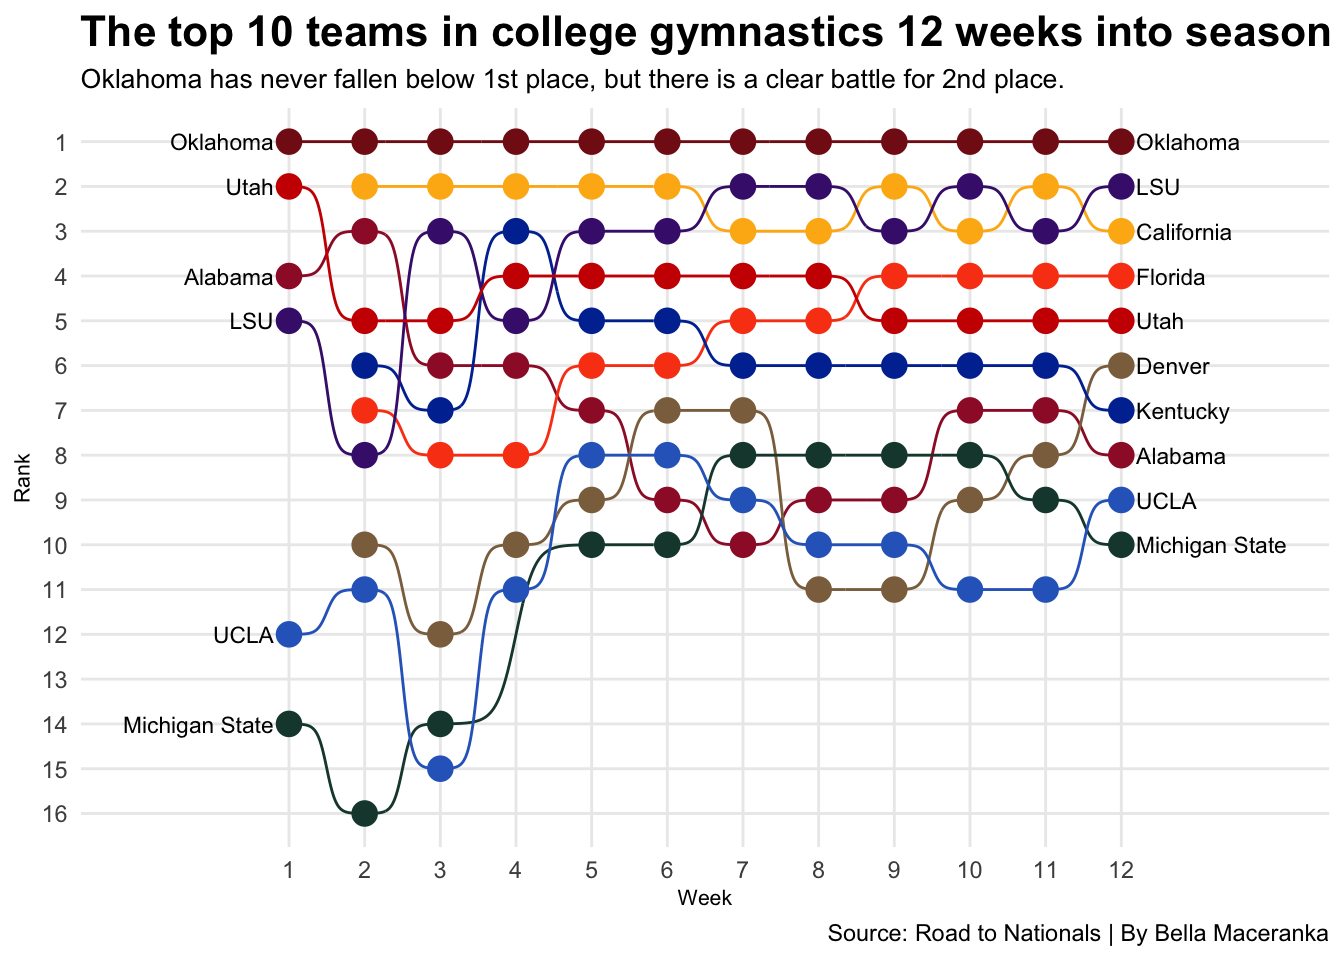 The top 10 teams in college gymnastics 12 weeks into season
Oklahoma has never fallen below 1st place, but there is a clear battle for 2nd place.
1 Oklahoma Oklahoma
2 Utah LSU
3 California
4 Alabama Florida
5 LSU Utah
6 Denver
7 Kentucky
8 Alabama
Rank
9 UCLA
10 Michigan State
11
12 UCLA
13
14 Michigan State
15
16
1 2 3 4 5 6 7 8 9 10 11 12
Week
Source: Road to Nationals | By Bella Maceranka